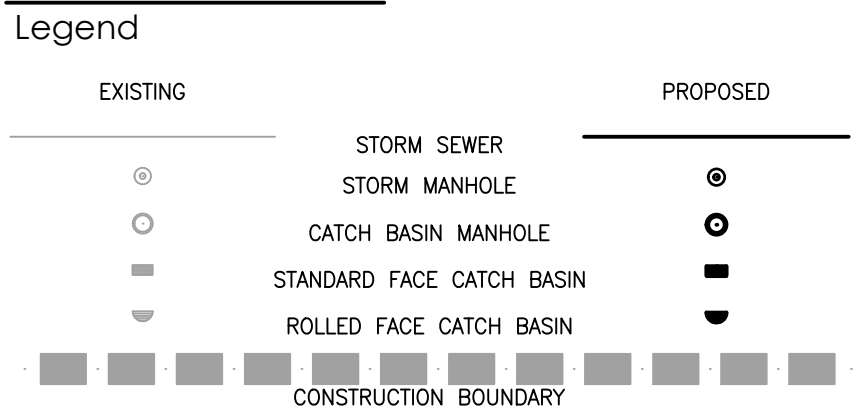 Legend
EXISTING PROPOSED
STORM SEWER
STORM MANHOLE
CATCH BASIN MANHOLE
STANDARD FACE CATCH BASIN
ROLLED FACE CATCH BASIN
CONSTRUCTION BOUNDARY